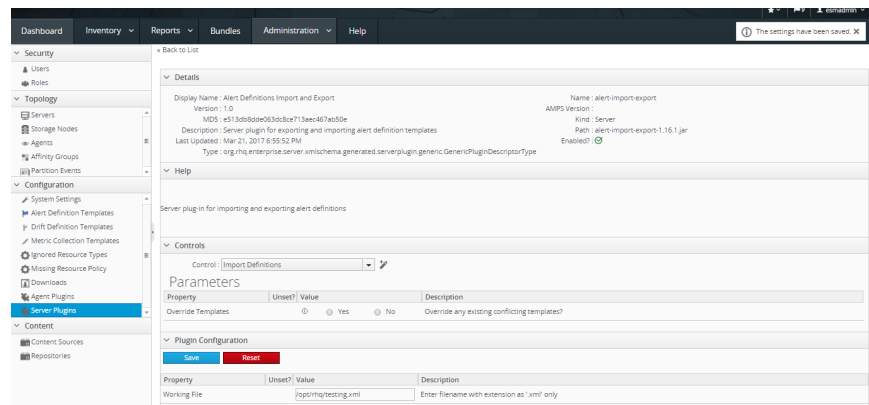 esmadmin
Dashboard Inventory Reports Bundles Administration Help
The settings have been saved. X
Security
Users
Roles
Topology
Servers
Storage Nodes
Agents
Affinity Groups
Partition Events
Configuration
System Settings
Alert Definition Templates
Drift Definition Templates
Metric Collection Templates
Ignored Resource Types
Missing Resource Policy
Downloads
Agent Plugins
Server Plugins
Content
Content Sources
Repositories
« Back to List
Details
Display Name : Alert Definitions Import and Export
Name : alert-import-export
Version : 1.0
AMPS Version :
MD5 : e513db8dde063dc8ce713aec467ab50e
Kind : Server
Description : Server plugin for exporting and importing alert definition templates
Path : alert-import-export-1.16.1.jar
Last Updated : Mar 21, 2017 6:55:52 PM
Enabled? :
Type : org.rhq.enterprise.server.xmlschema.generated.serverplugin.generic.GenericPluginDescriptorType
Help
Server plug-in for importing and exporting alert definitions
Controls
Control : Import Definitions
Parameters
Property Unset? Value Description
Override Templates Yes No Override any existing conflicting templates?
Plugin Configuration
Save Reset
Property Unset? Value Description
Working File /opt/rhq/testing.xml Enter filename with extension as '.xml' only